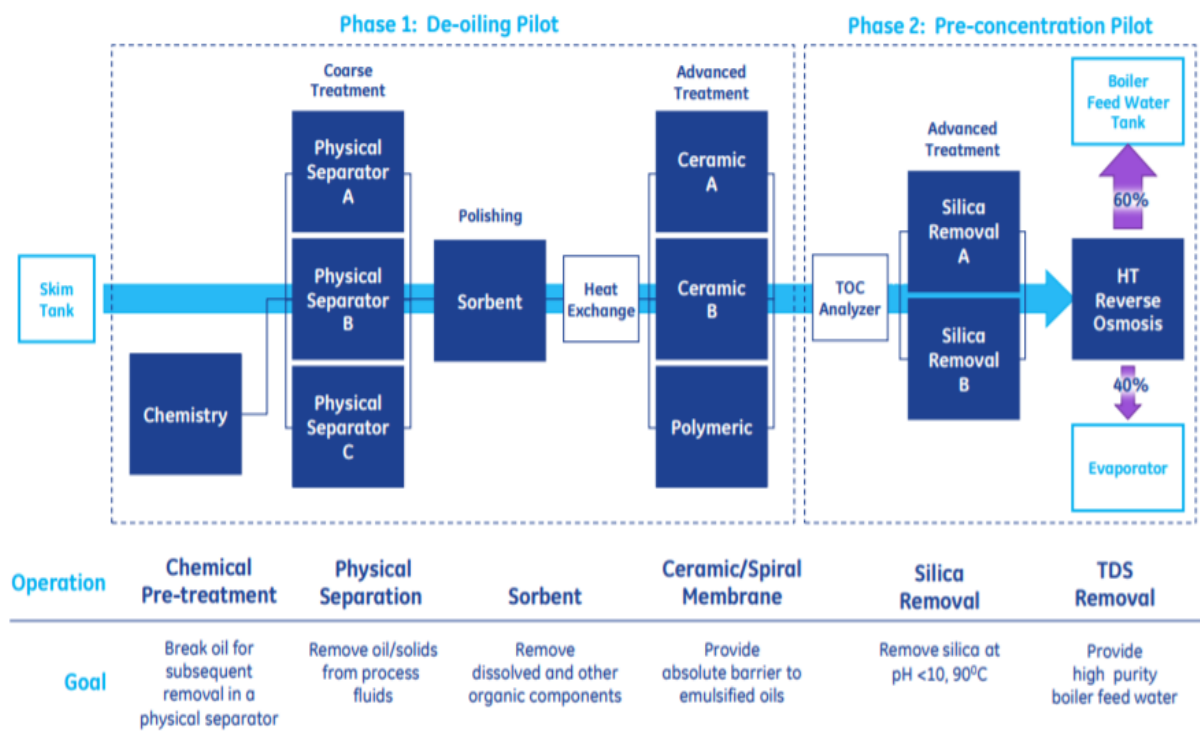 Phase 1: De-oiling Pilot
Phase 2: Pre-concentration Pilot
Skim
Tank
Chemistry
Coarse
Treatment
Physical
Separator
A
Physical
Separator
B
Physical
Separator
C
Polishing
Sorbent
Heat
Exchange
Advanced
Treatment
Ceramic
A
Ceramic
B
Polymeric
TOC
Analyzer
Advanced
Treatment
Silica
Removal
A
Silica
Removal
B
Boiler
Feed Water
Tank
60%
HT
Reverse
Osmosis
40%
Evaporator
Operation
Chemical
Pre-treatment
Physical
Separation
Sorbent
Ceramic/Spiral
Membrane
Silica
Removal
TDS
Removal
Goal
Break oil for
subsequent
removal in a
physical separator
Remove oil/solids
from process
fluids
Remove
dissolved and other
organic components
Provide
absolute barrier to
emulsified oils
Remove silica at
pH <10, 90⁰C
Provide
high purity
boiler feed water